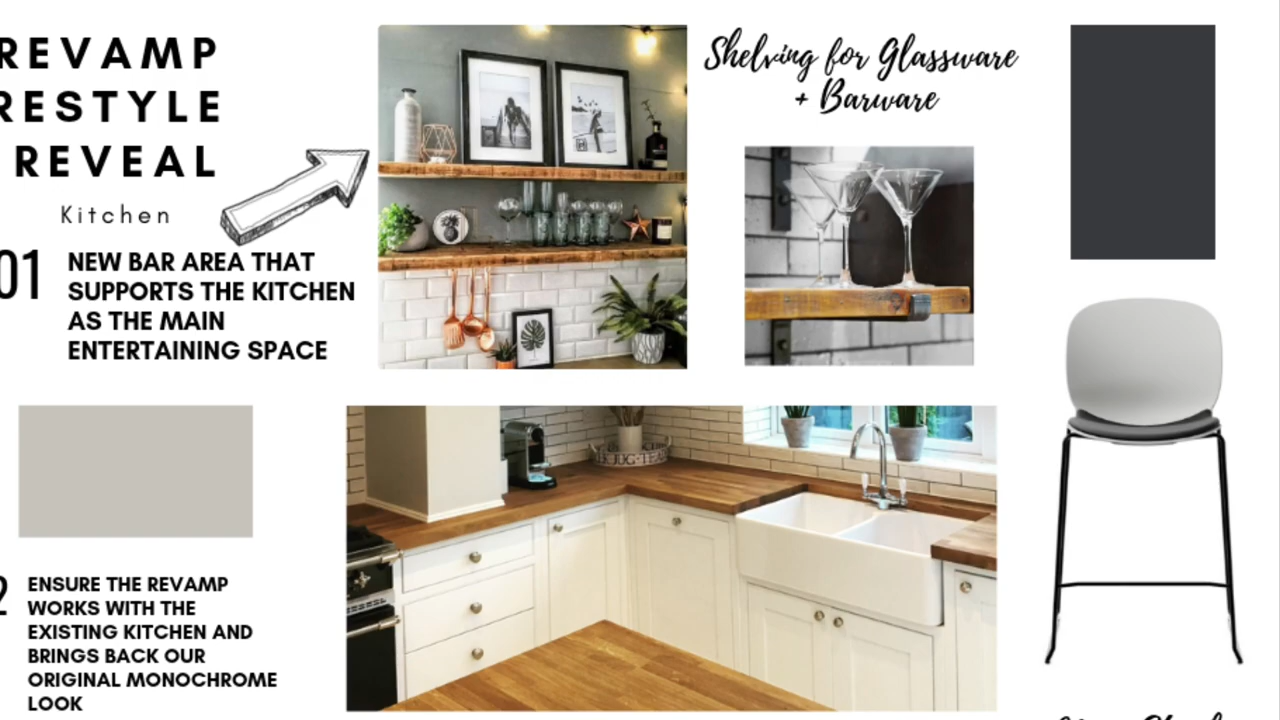 REVAMP
RESTYLE
REVEAL
Kitchen
01
NEW BAR AREA THAT
SUPPORTS THE KITCHEN
AS THE MAIN
ENTERTAINING SPACE
Shelving for Glassware
+ Barware
2
ENSURE THE REVAMP
WORKS WITH THE
EXISTING KITCHEN AND
BRINGS BACK OUR
ORIGINAL MONOCHROME
LOOK